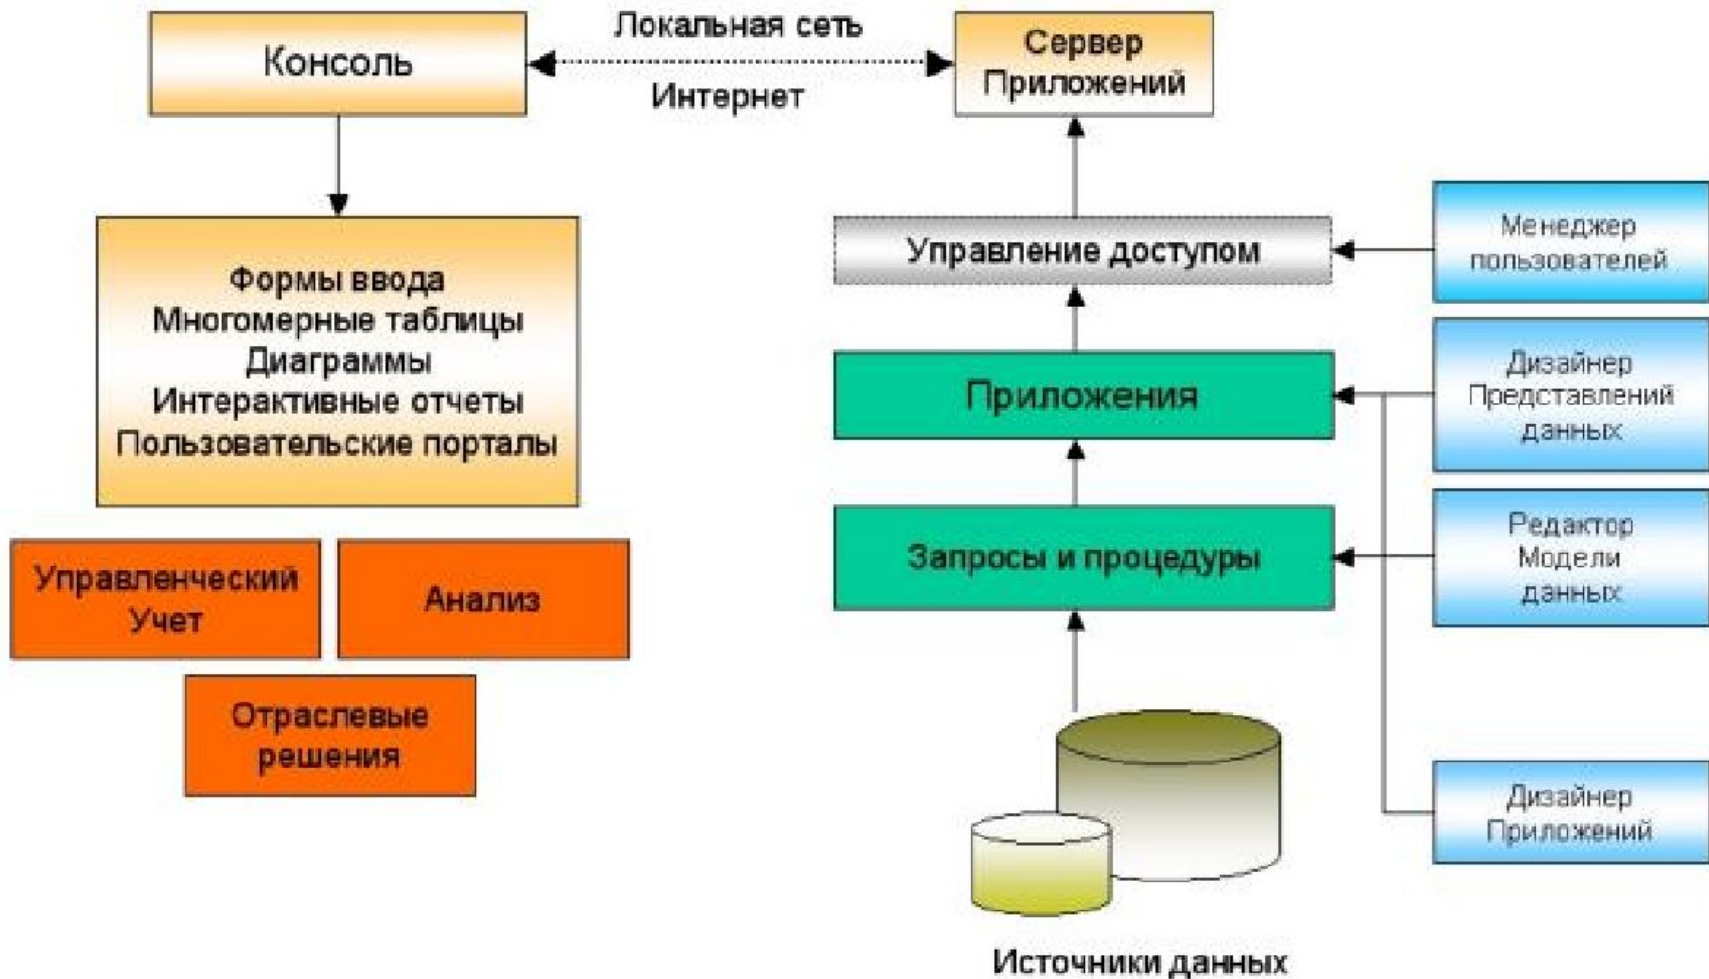 Консоль
Локальная сеть
Интернет
Сервер
Приложений
Формы ввода
Многомерные таблицы
Диаграммы
Интерактивные отчеты
Пользовательские порталы
Управленческий
Учет
Анализ
Отраслевые
решения
Управление доступом
Приложения
Запросы и процедуры
Источники данных
Менеджер
пользователей
Дизайнер
Представлений
данных
Редактор
Модели
данных
Дизайнер
Приложений